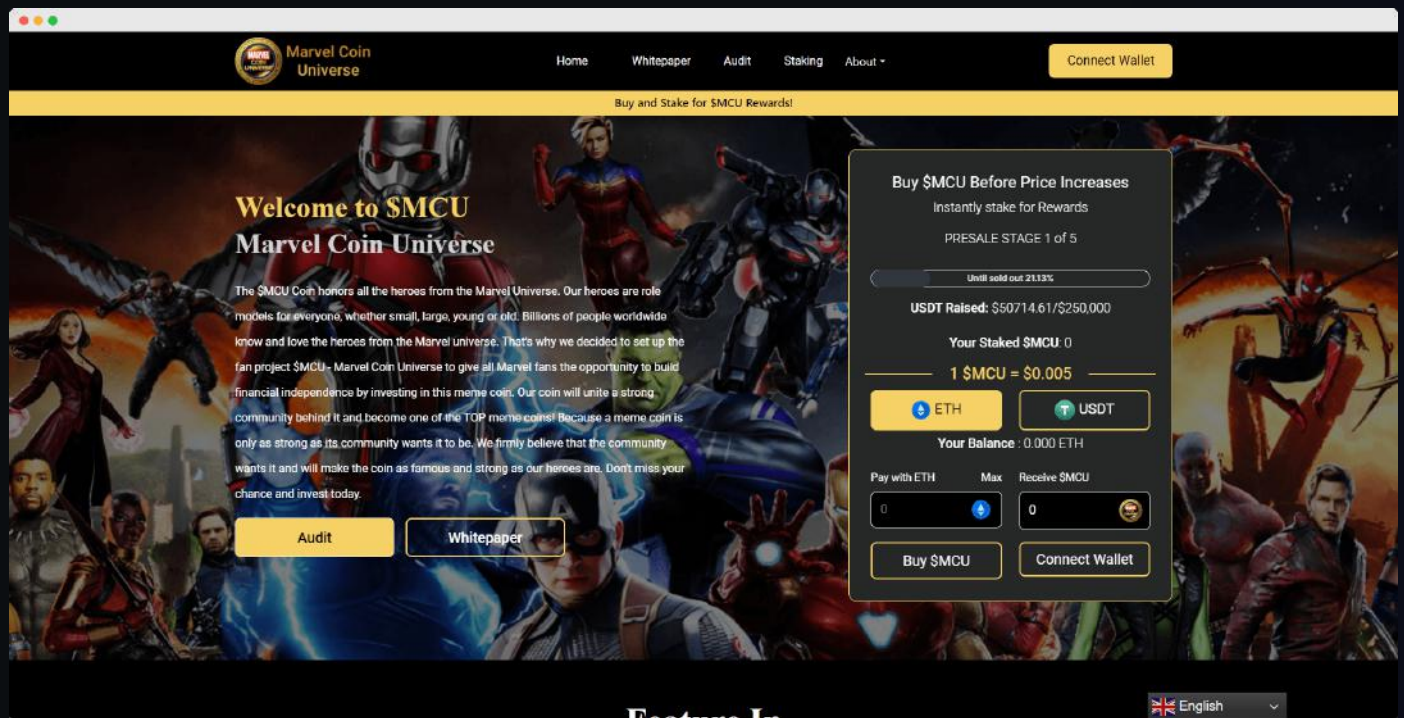 Marvel Coin
Universe
Home Whitepaper Audit Staking About
Connect Wallet
Buy and Stake for $MCU Rewards!
Welcome to $MCU
Marvel Coin Universe
The $MCU Coin honors all the heroes from the Marvel Universe. Our heroes are role
models for everyone, whether small, large, young or old. Billions of people worldwide
know and love the heroes from the Marvel universe. That's why we decided to set up the
fan project $MCU - Marvel Coin Universe to give all Marvel fans the opportunity to build
financial independence by investing in this meme coin. Our coin will unite a strong
community behind it and become one of the TOP meme coins! Because a meme coin is
only as strong as its community wants it to be. We firmly believe that the community
wants it and will make the coin as famous and strong as our heroes are. Don't miss your
chance and invest today.
Audit Whitepaper
Buy $MCU Before Price Increases
Instantly stake for Rewards
PRESALE STAGE 1 of 5
Until sold out 21.13%
USDT Raised: $50714.61/$250,000
Your Staked $MCU: 0
1 $MCU = $0.005
ETH USDT
Your Balance : 0.000 ETH
Pay with ETH Max Receive $MCU
0 0
Buy $MCU Connect Wallet
Feature In
English